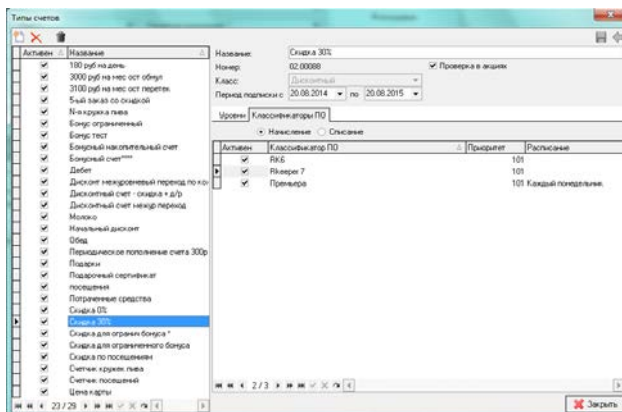 Типы счетов
Активен Название
180 руб на день
3000 руб на мес ост обнул
3100 руб на мес ост перетек
5-ый заказ со скидкой
N-я кружка пива
Бонус ограниченный
Бонус тест
Бонусный накопительный счет
Бонусный счет****
Дебет
Дисконт межуровневый переход по ко
Дисконтный счет - скидка + д/р
Дисконтный счет межур переход
Молоко
Начальный дисконт
Обед
Периодическое пополнение счета 300р
Подарки
Подарочный сертификат
посещения
Потраченные средства
Скидка 0%
Скидка 30%
Скидка для огранич бонуса *
Скидка для ограниченного бонуса
Скидка по посещениям
Счетчик кружек пива
Счетчик посещений
Цена карты
23 / 29
Название: Скидка 30%
Номер: 02.00088 Проверка в акциях
Класс: Дисконтный
Период подписки с 20.08.2014 по 20.08.2015
Уровни Классификаторы ПО
Начисление Списание
Активен Классификатор ПО Приоритет Расписание
RK6 101
Rkeeper 7 101
Премьера 101 Каждый понедельник.
2 / 3
Закрыть